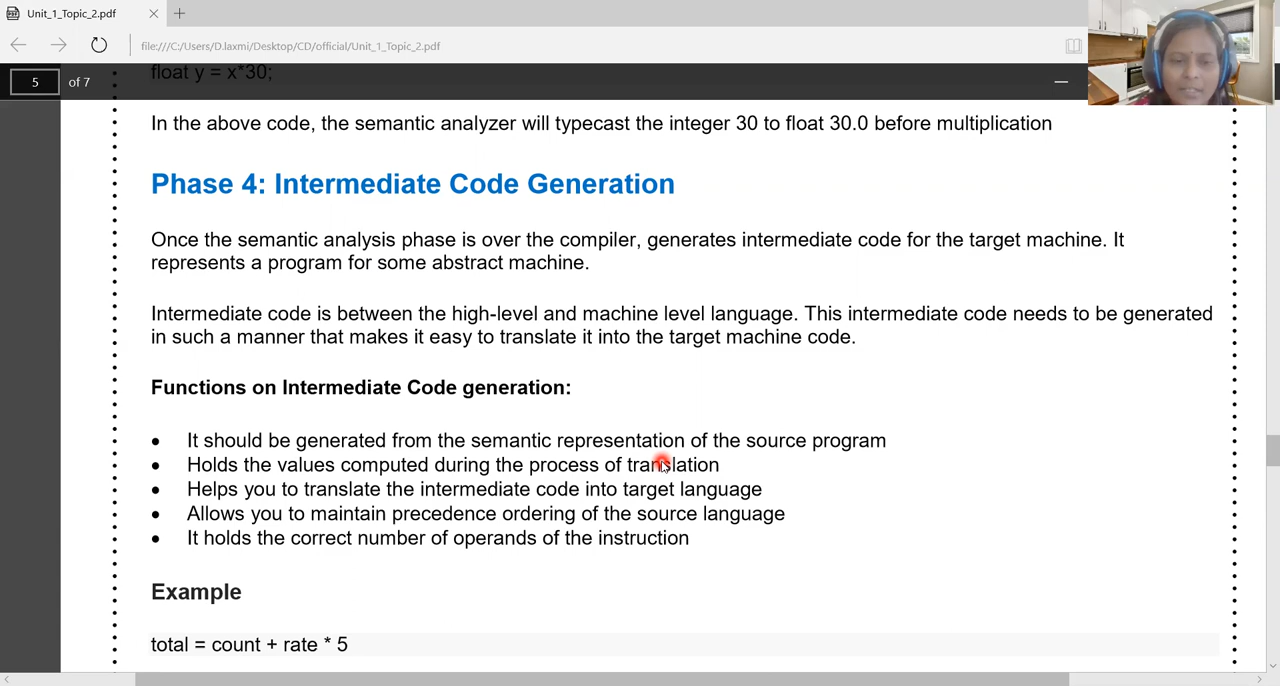 Unit_1_Topic_2.pdf
file:///C:/Users/D.laxmi/Desktop/CD/official/Unit_1_Topic_2.pdf
float y = x*30;
5 of 7
In the above code, the semantic analyzer will typecast the integer 30 to float 30.0 before multiplication
Phase 4: Intermediate Code Generation
Once the semantic analysis phase is over the compiler, generates intermediate code for the target machine. It
represents a program for some abstract machine.
Intermediate code is between the high-level and machine level language. This intermediate code needs to be generated
in such a manner that makes it easy to translate it into the target machine code.
Functions on Intermediate Code generation:
• It should be generated from the semantic representation of the source program
• Holds the values computed during the process of translation
• Helps you to translate the intermediate code into target language
• Allows you to maintain precedence ordering of the source language
• It holds the correct number of operands of the instruction
Example
total = count + rate * 5